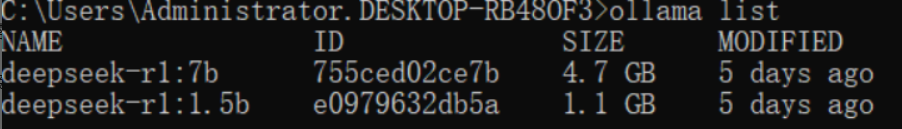 C:\Users\Administrator.DESKTOP-RB480F3>ollama list
NAME ID SIZE MODIFIED
deepseek-r1:7b 755ced02ce7b 4.7 GB 5 days ago
deepseek-r1:1.5b e0979632db5a 1.1 GB 5 days ago